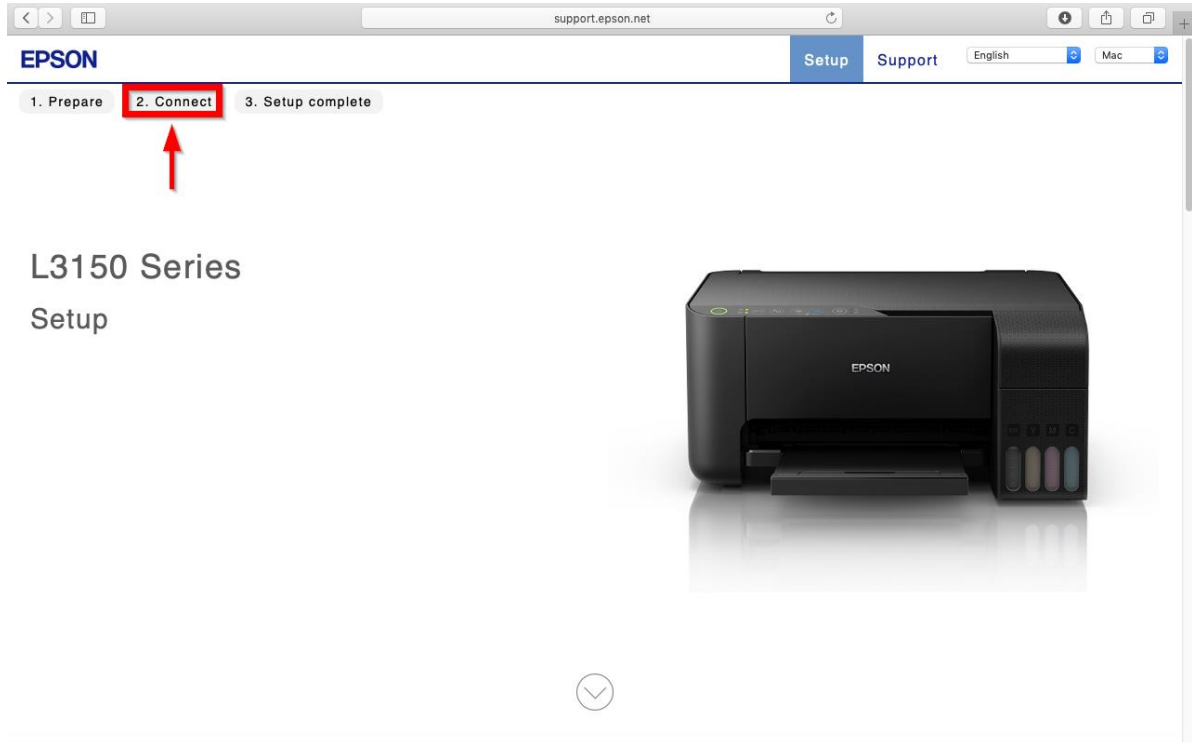 support.epson.net
EPSON
Setup
Support
English
Mac
1. Prepare
2. Connect
3. Setup complete
L3150 Series
Setup
EPSON
Y M C